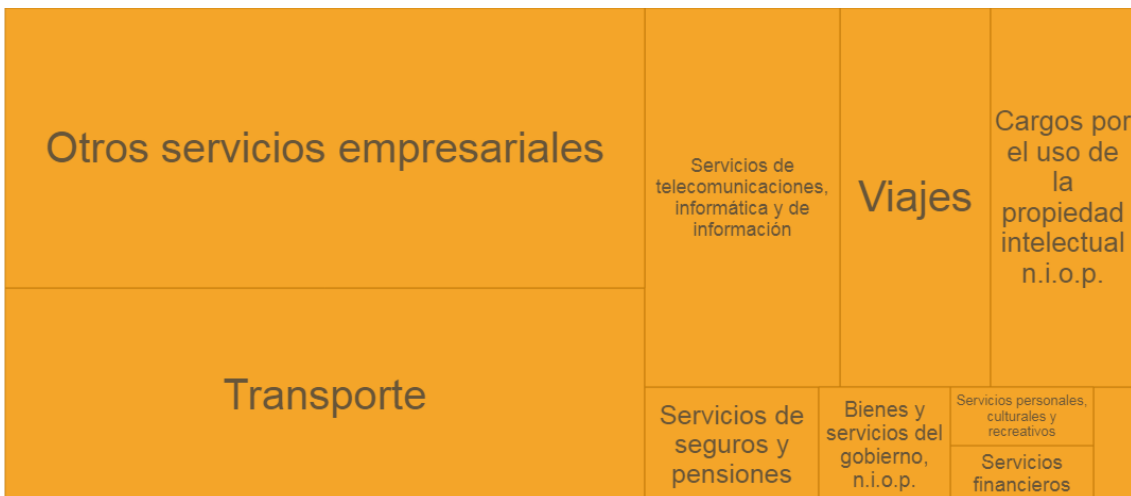 Otros servicios empresariales
Transporte
Servicios de
telecomunicaciones,
informática y de
información
Viajes
Cargos por
el uso de
la
propiedad
intelectual
n.i.o.p.
Servicios de
seguros y
pensiones
Bienes y
servicios del
gobierno,
n.i.o.p.
Servicios personales,
culturales y
recreativos
Servicios
financieros